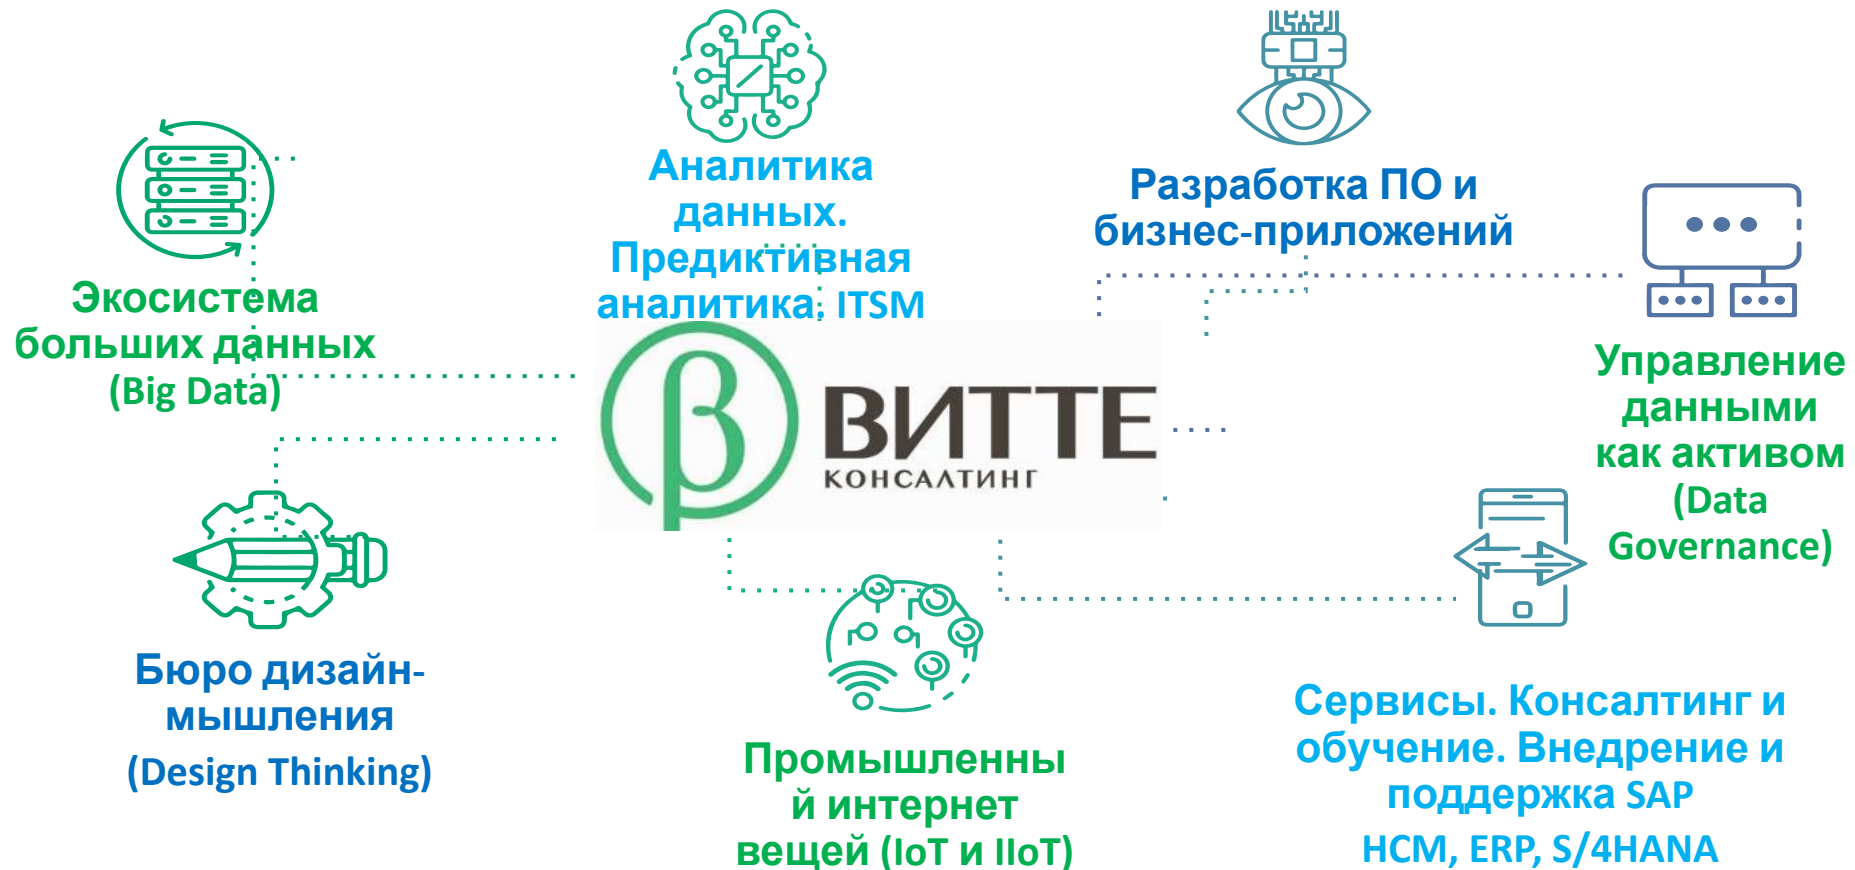 Аналитика
данных.
Предиктивная
аналитика. ITSM
Разработка ПО и
бизнес-приложений
Экосистема
больших данных
(Big Data)
Управление
данными
как активом
(Data
Governance)
β
ВИТТЕ
КОНСАЛТИНГ
Бюро дизайн-
мышления
(Design Thinking)
Промышленны
й интернет
вещей (IoT и IIoT)
Сервисы. Консалтинг и
обучение. Внедрение и
поддержка SAP
HCM, ERP, S/4HANA